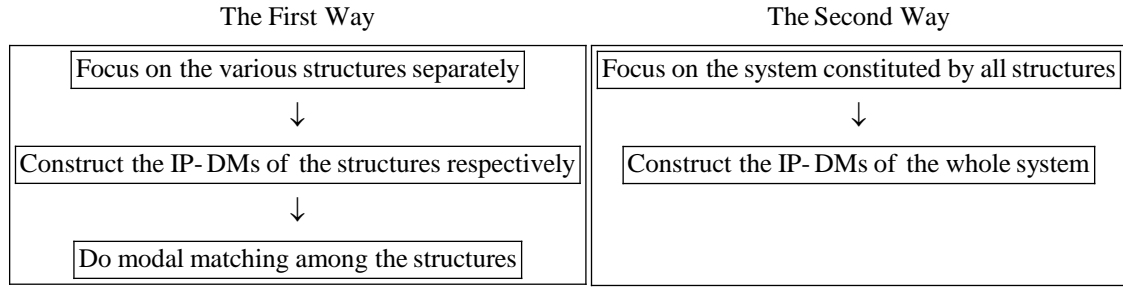 The First Way
Focus on the various structures separately
↓
Construct the IP-DMs of the structures respectively
↓
Do modal matching among the structures
The Second Way
Focus on the system constituted by all structures
↓
Construct the IP-DMs of the whole system